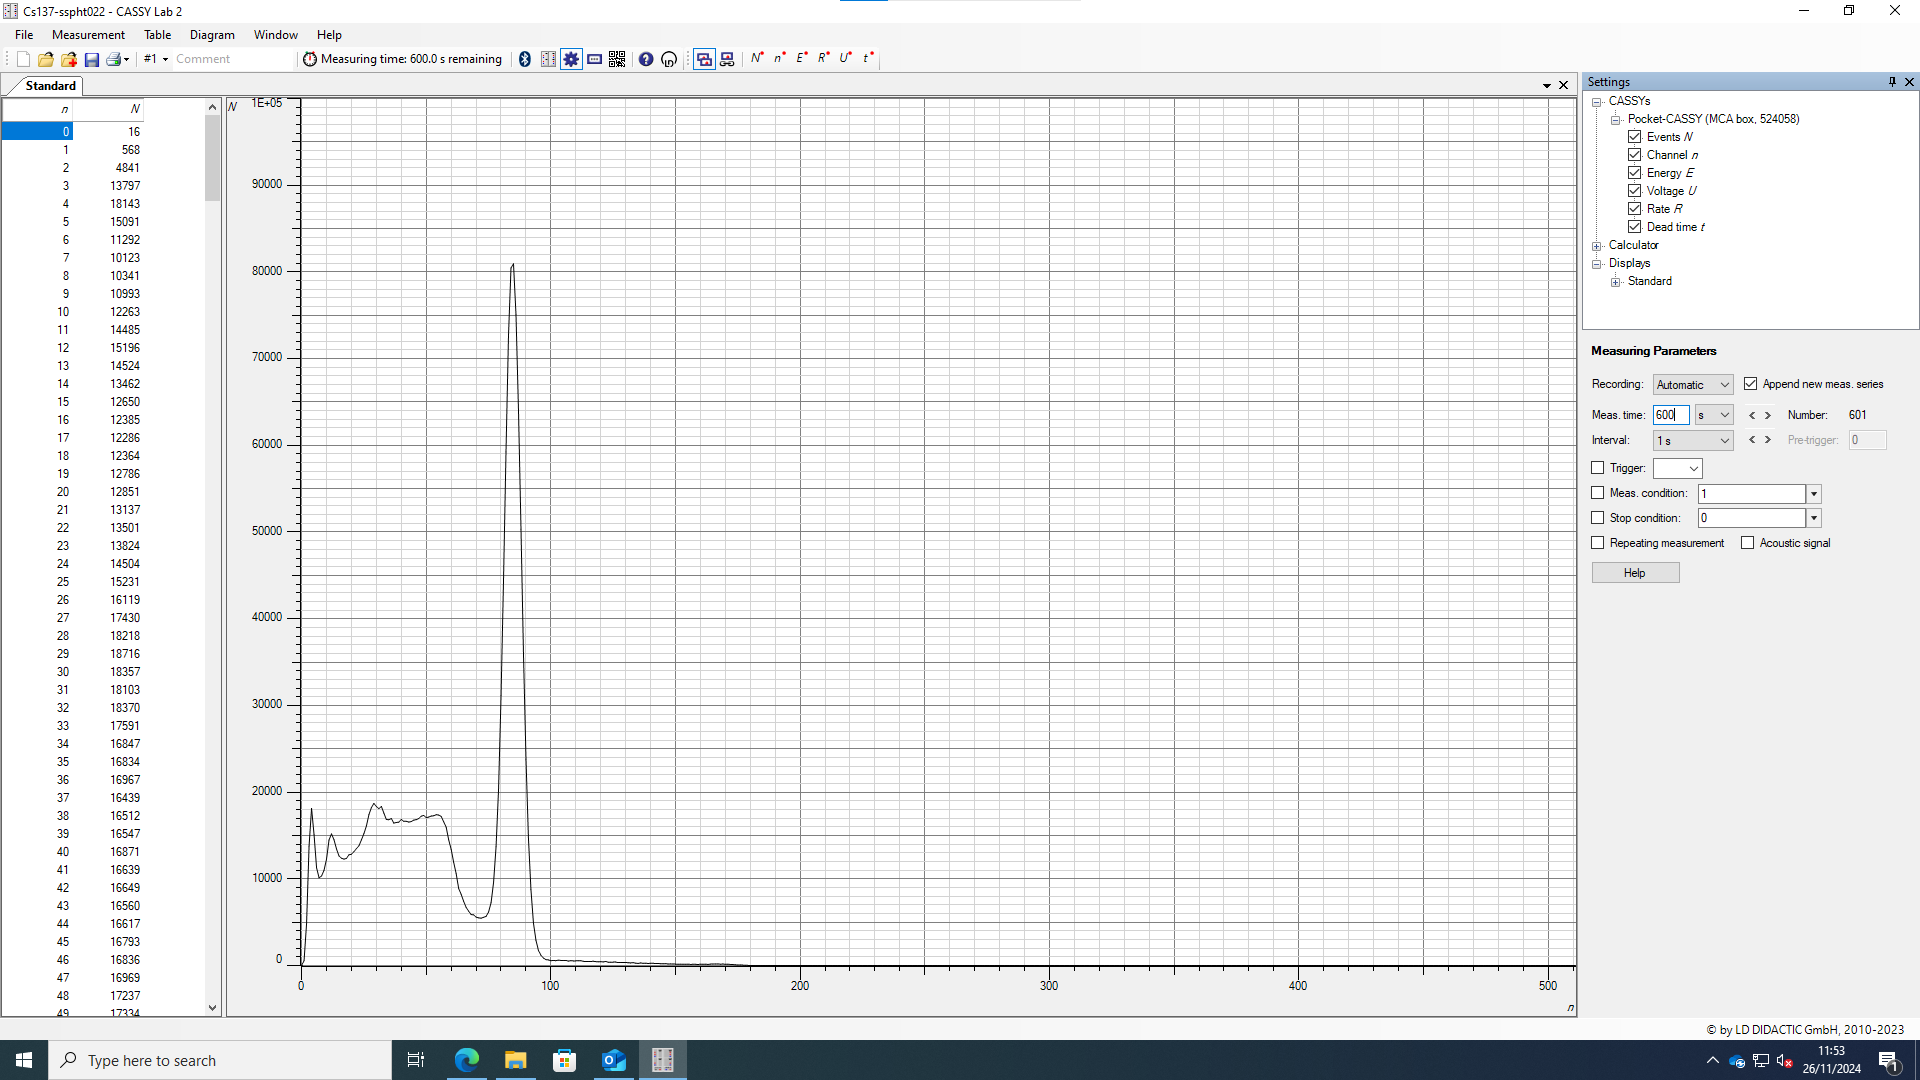 Cs137-sspht022 - CASSY Lab 2
File Measurement Table Diagram Window Help
#1 Comment Measuring time: 600.0 s remaining N n E R U t
Standard
n N
0 16
1 568
2 4841
3 13797
4 18143
5 15091
6 11292
7 10123
8 10341
9 10993
10 12263
11 14485
12 15196
13 14524
14 13462
15 12650
16 12385
17 12286
18 12364
19 12786
20 12851
21 13137
22 13501
23 13824
24 14504
25 15231
26 16119
27 17430
28 18218
29 18716
30 18357
31 18103
32 18370
33 17591
34 16847
35 16834
36 16967
37 16439
38 16512
39 16547
40 16871
41 16639
42 16649
43 16560
44 16617
45 16793
46 16836
47 16969
48 17237
49 17334
N
1E+05
90000
80000
70000
60000
50000
40000
30000
20000
10000
0
0 100 200 300 400 500
n
Settings
CASSYs
Pocket-CASSY (MCA box, 524058)
Events N
Channel n
Energy E
Voltage U
Rate R
Dead time t
Calculator
Displays
Standard
Measuring Parameters
Recording: Automatic Append new meas. series
Meas. time: 600 s < > Number: 601
Interval: 1 s < > Pre-trigger: 0
Trigger:
Meas. condition: 1
Stop condition: 0
Repeating measurement Acoustic signal
Help
© by LD DIDACTIC GmbH, 2010-2023
Type here to search
11:53
26/11/2024
1